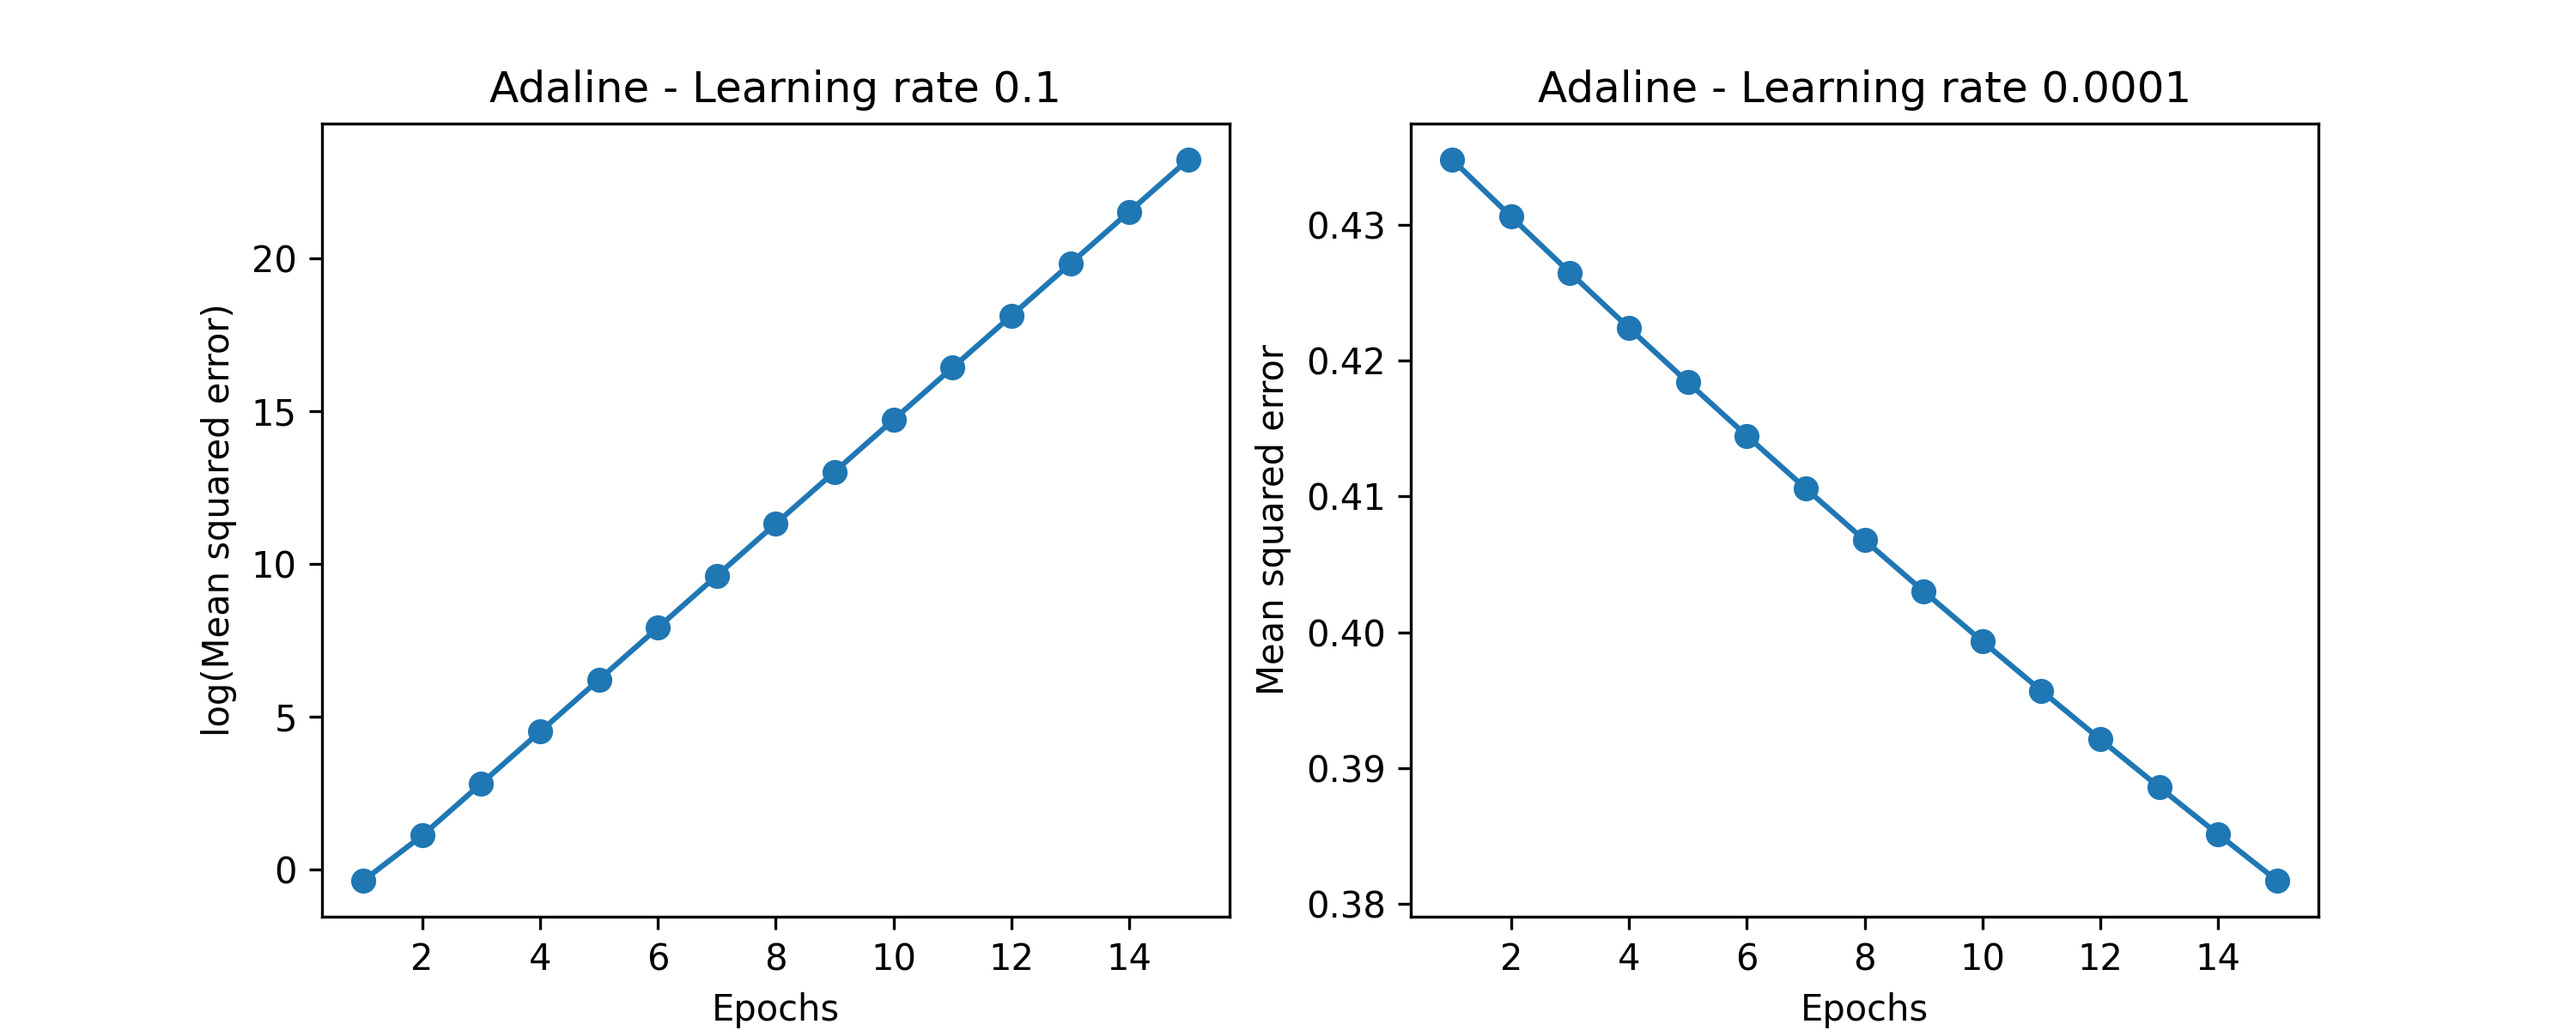 Adaline - Learning rate 0.1
log(Mean squared error)
20
15
10
5
0
2 4 6 8 10 12 14
Epochs
Adaline - Learning rate 0.0001
Mean squared error
0.43
0.42
0.41
0.40
0.39
0.38
2 4 6 8 10 12 14
Epochs